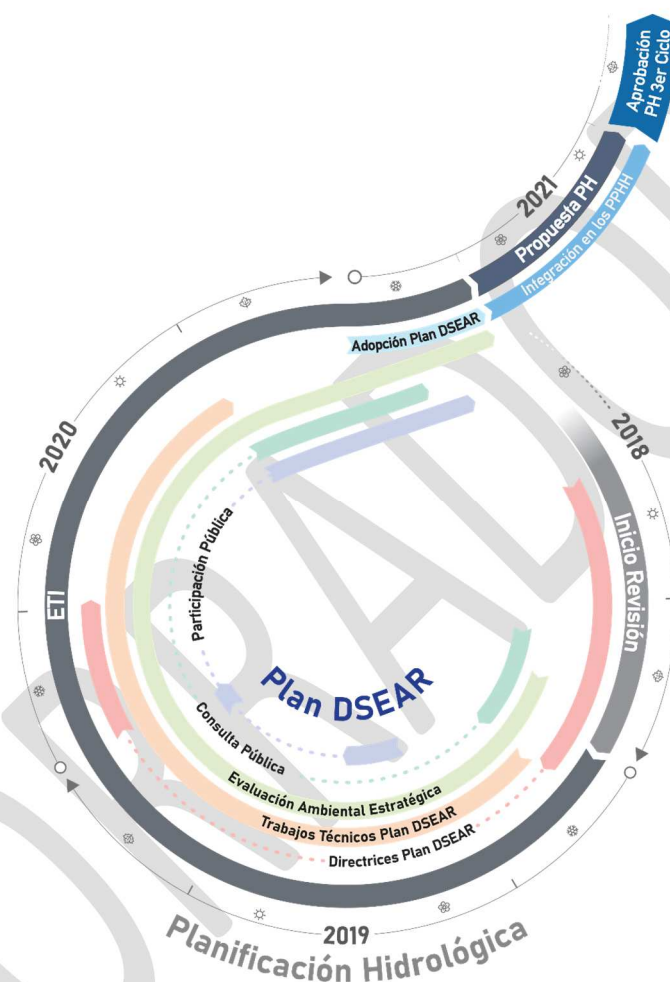 Aprobación
PH 3er Ciclo
2021
Propuesta PH
Integración en los PPHH
Adopción Plan DSEAR
2018
2020
Inicio Revisión
ETI
Participación Pública
Plan DSEAR
Consulta Pública
Evaluación Ambiental Estratégica
Trabajos Técnicos Plan DSEAR
Directrices Plan DSEAR
2019
Planificación Hidrológica